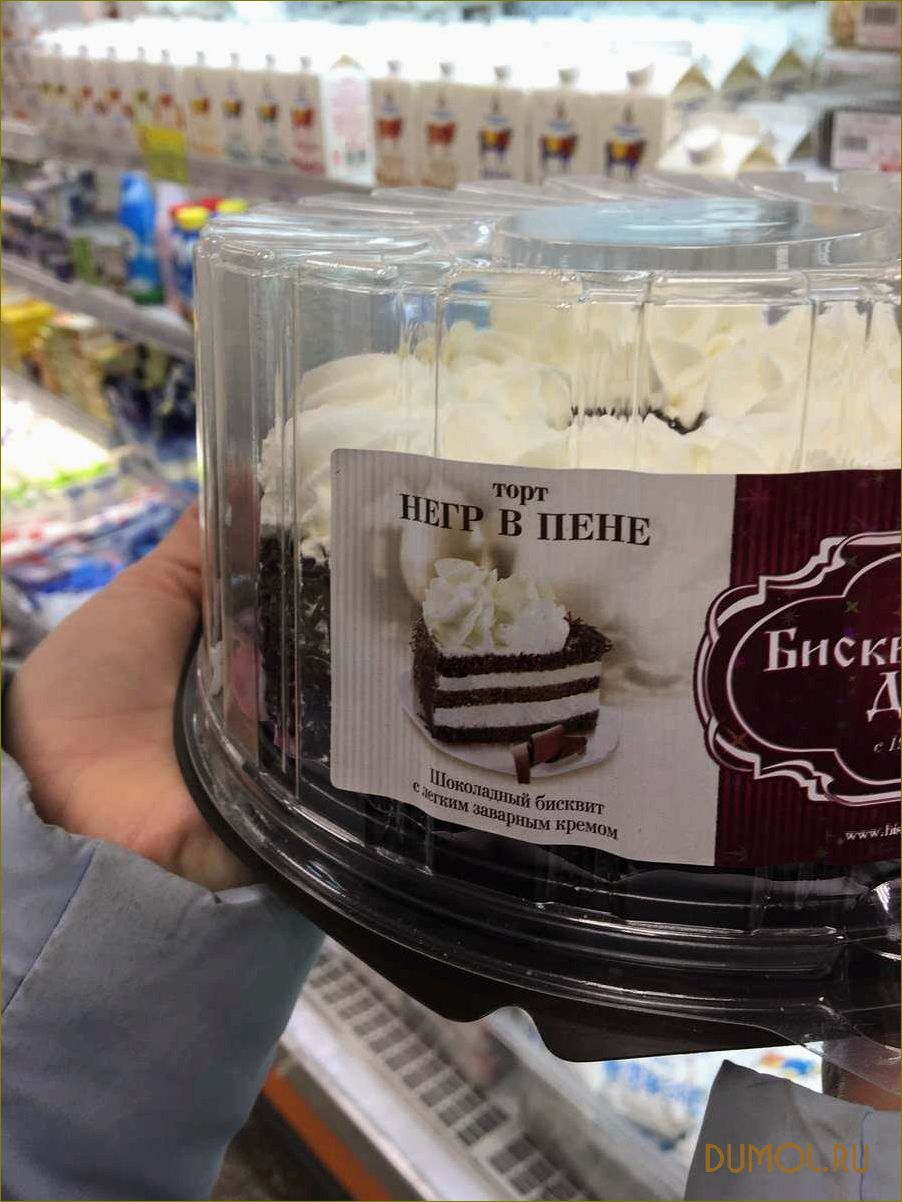 торт
НЕГР В ПЕНЕ
Шоколадный бисквит
с легким заварным кремом
DUMOL.RU